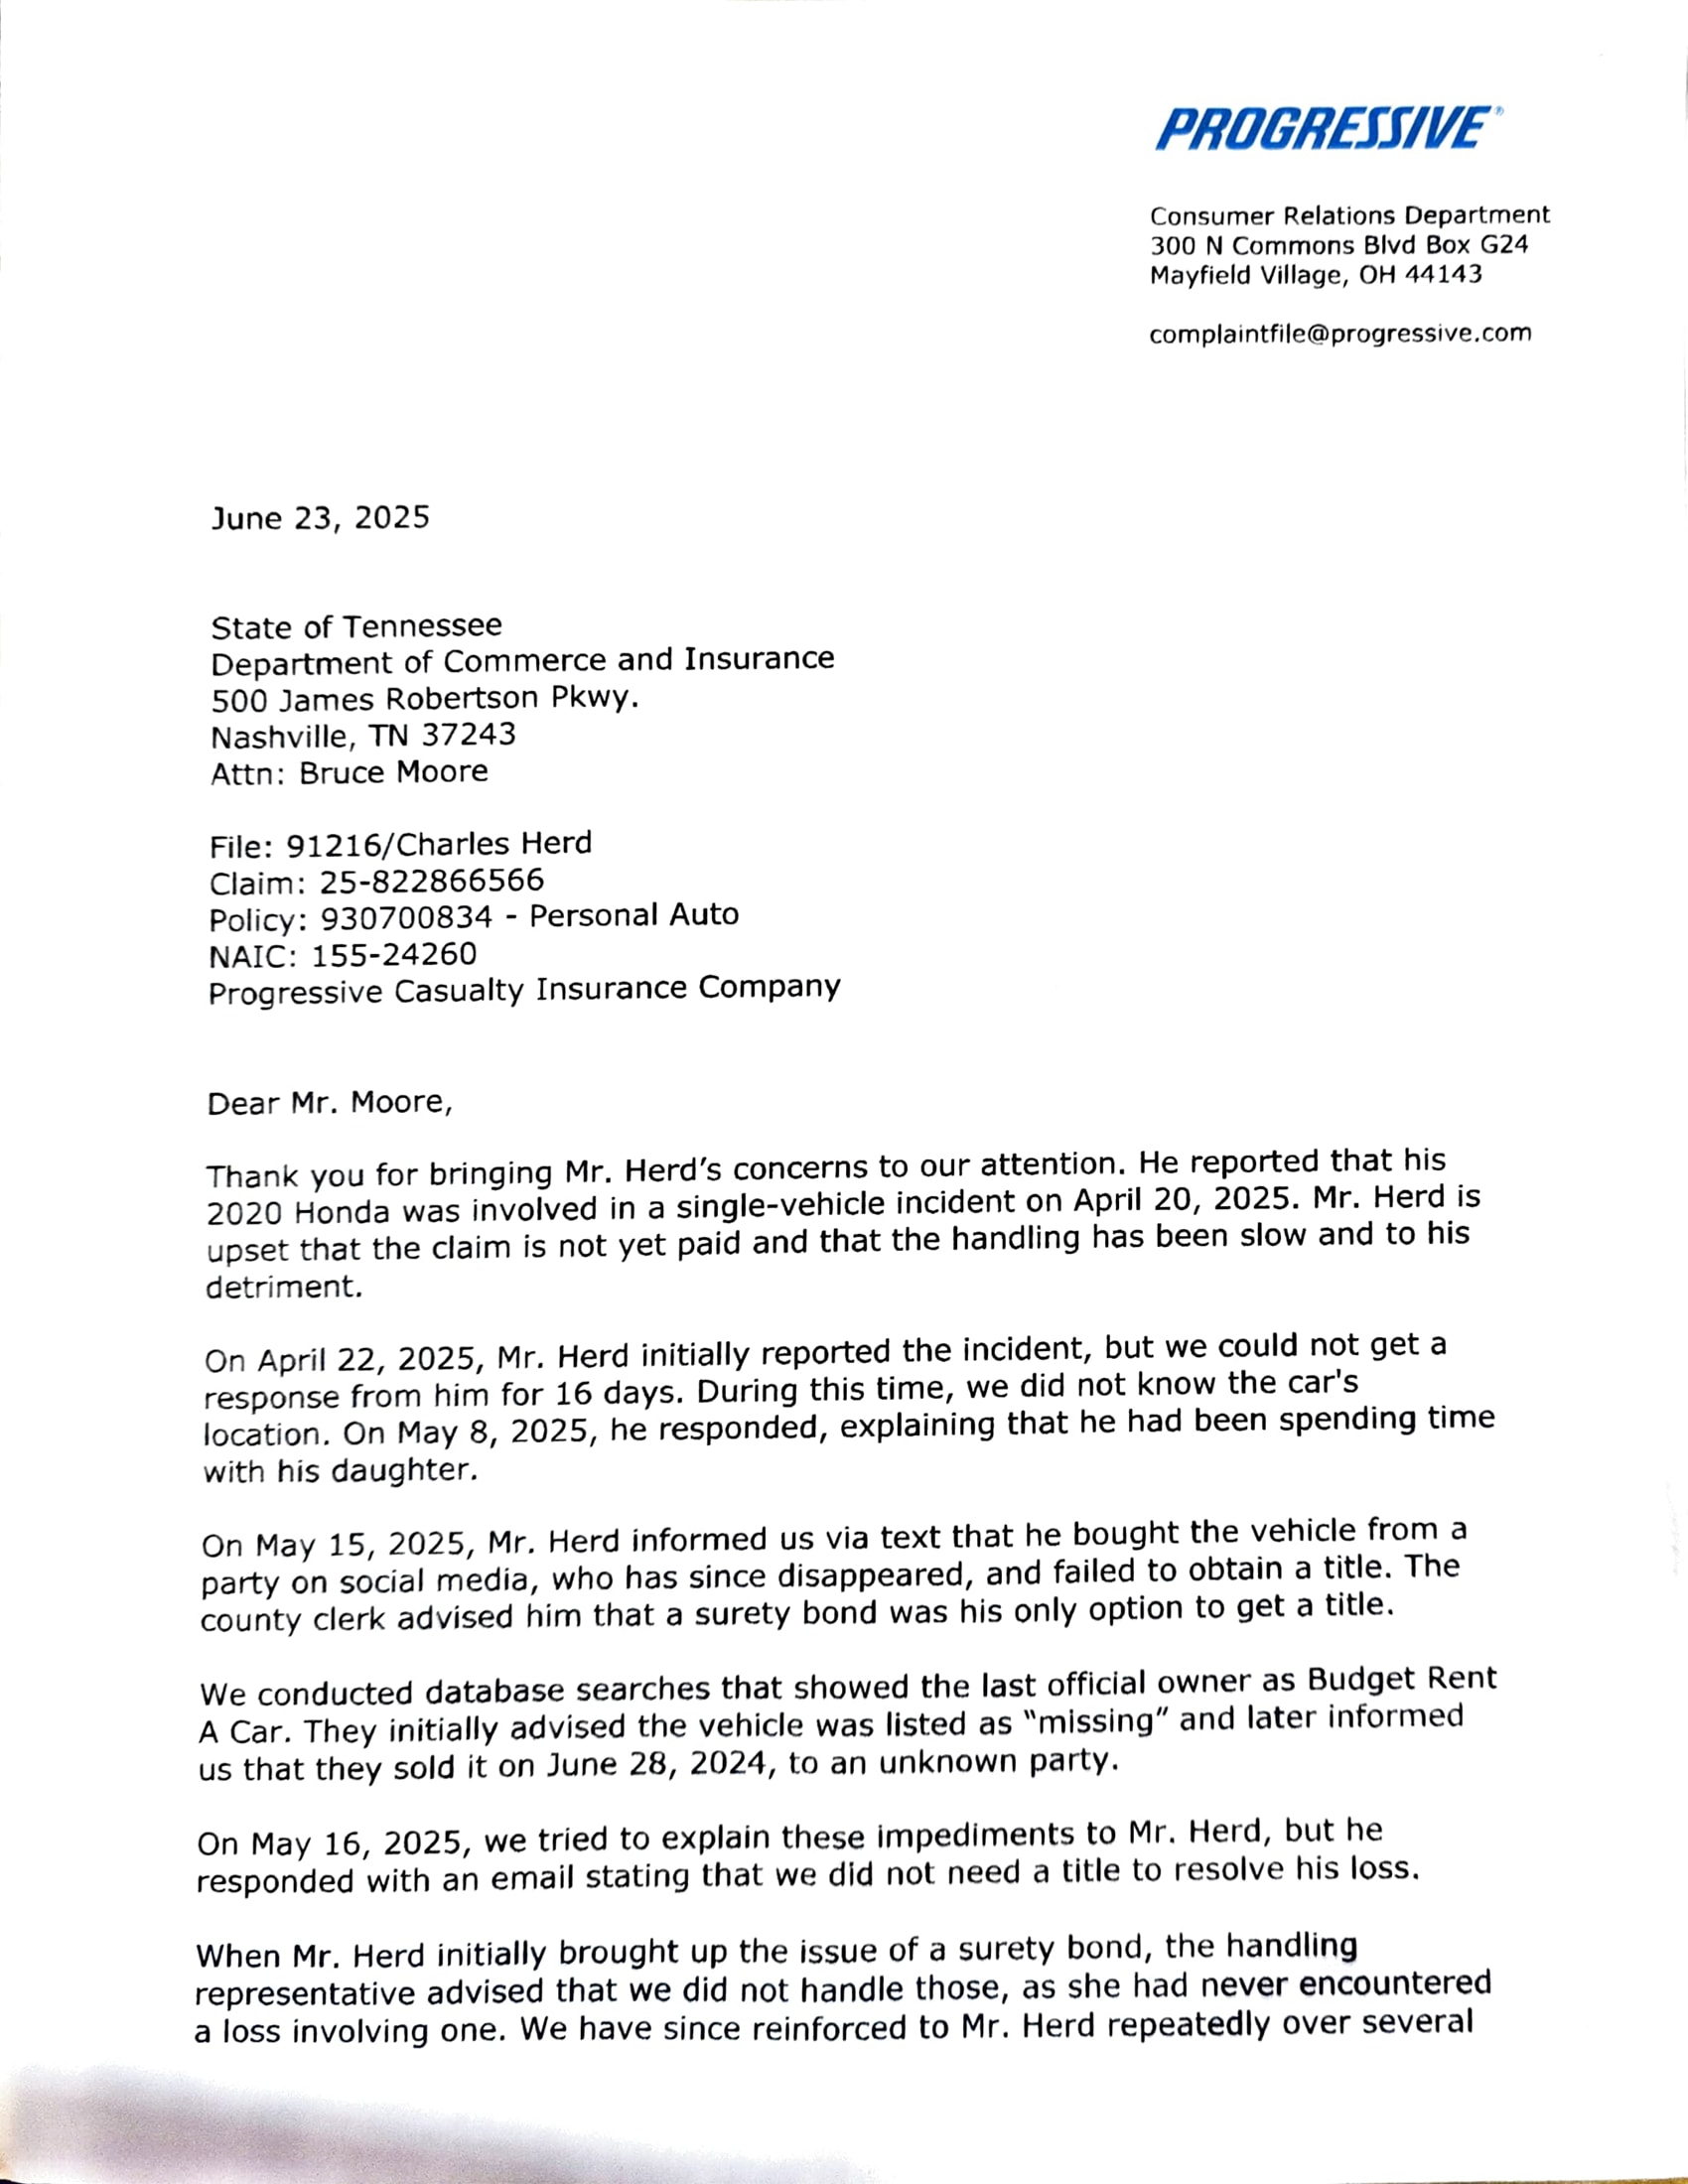 PROGRESSIVE®
Consumer Relations Department
300 N Commons Blvd Box G24
Mayfield Village, OH 44143
complaintfile@progressive.com
June 23, 2025
State of Tennessee
Department of Commerce and Insurance
500 James Robertson Pkwy.
Nashville, TN 37243
Attn: Bruce Moore
File: 91216/Charles Herd
Claim: 25-822866566
Policy: 930700834 - Personal Auto
NAIC: 155-24260
Progressive Casualty Insurance Company
Dear Mr. Moore,
Thank you for bringing Mr. Herd’s concerns to our attention. He reported that his
2020 Honda was involved in a single-vehicle incident on April 20, 2025. Mr. Herd is
upset that the claim is not yet paid and that the handling has been slow and to his
detriment.
On April 22, 2025, Mr. Herd initially reported the incident, but we could not get a
response from him for 16 days. During this time, we did not know the car's
location. On May 8, 2025, he responded, explaining that he had been spending time
with his daughter.
On May 15, 2025, Mr. Herd informed us via text that he bought the vehicle from a
party on social media, who has since disappeared, and failed to obtain a title. The
county clerk advised him that a surety bond was his only option to get a title.
We conducted database searches that showed the last official owner as Budget Rent
A Car. They initially advised the vehicle was listed as “missing” and later informed
us that they sold it on June 28, 2024, to an unknown party.
On May 16, 2025, we tried to explain these impediments to Mr. Herd, but he
responded with an email stating that we did not need a title to resolve his loss.
When Mr. Herd initially brought up the issue of a surety bond, the handling
representative advised that we did not handle those, as she had never encountered
a loss involving one. We have since reinforced to Mr. Herd repeatedly over several